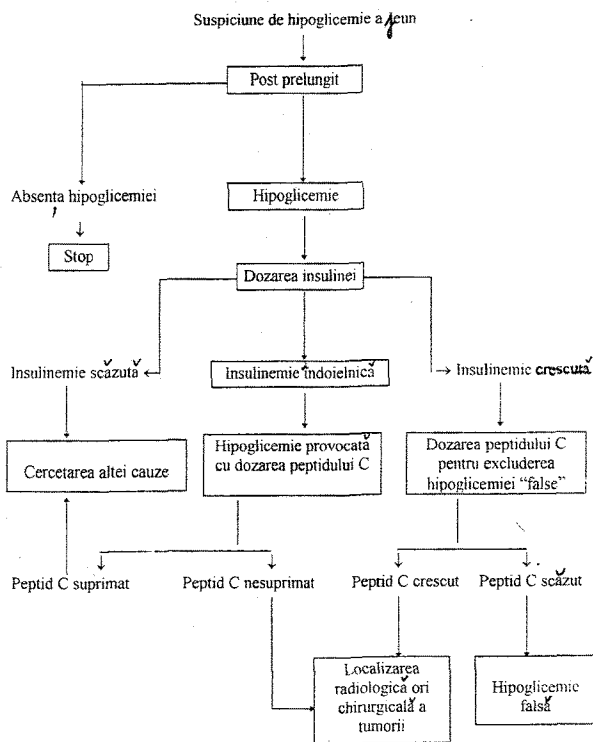 Suspiciune de hipoglicemie a jeun
Post prelungit
Absența hipoglicemiei
Hipoglicemie
Stop
Dozarea insulinei
Insulinemie scăzută
Insulinemie îndoielnică
Insulinemie crescută
Cercetarea altei cauze
Hipoglicemie provocată
cu dozarea peptidului C
Dozarea peptidului C
pentru excluderea
hipoglicemiei “false”
Peptid C suprimat
Peptid C nesuprimat
Peptid C crescut
Peptid C scăzut
Localizarea
radiologică ori
chirurgicală a
tumorii
Hipoglicemie
falsă